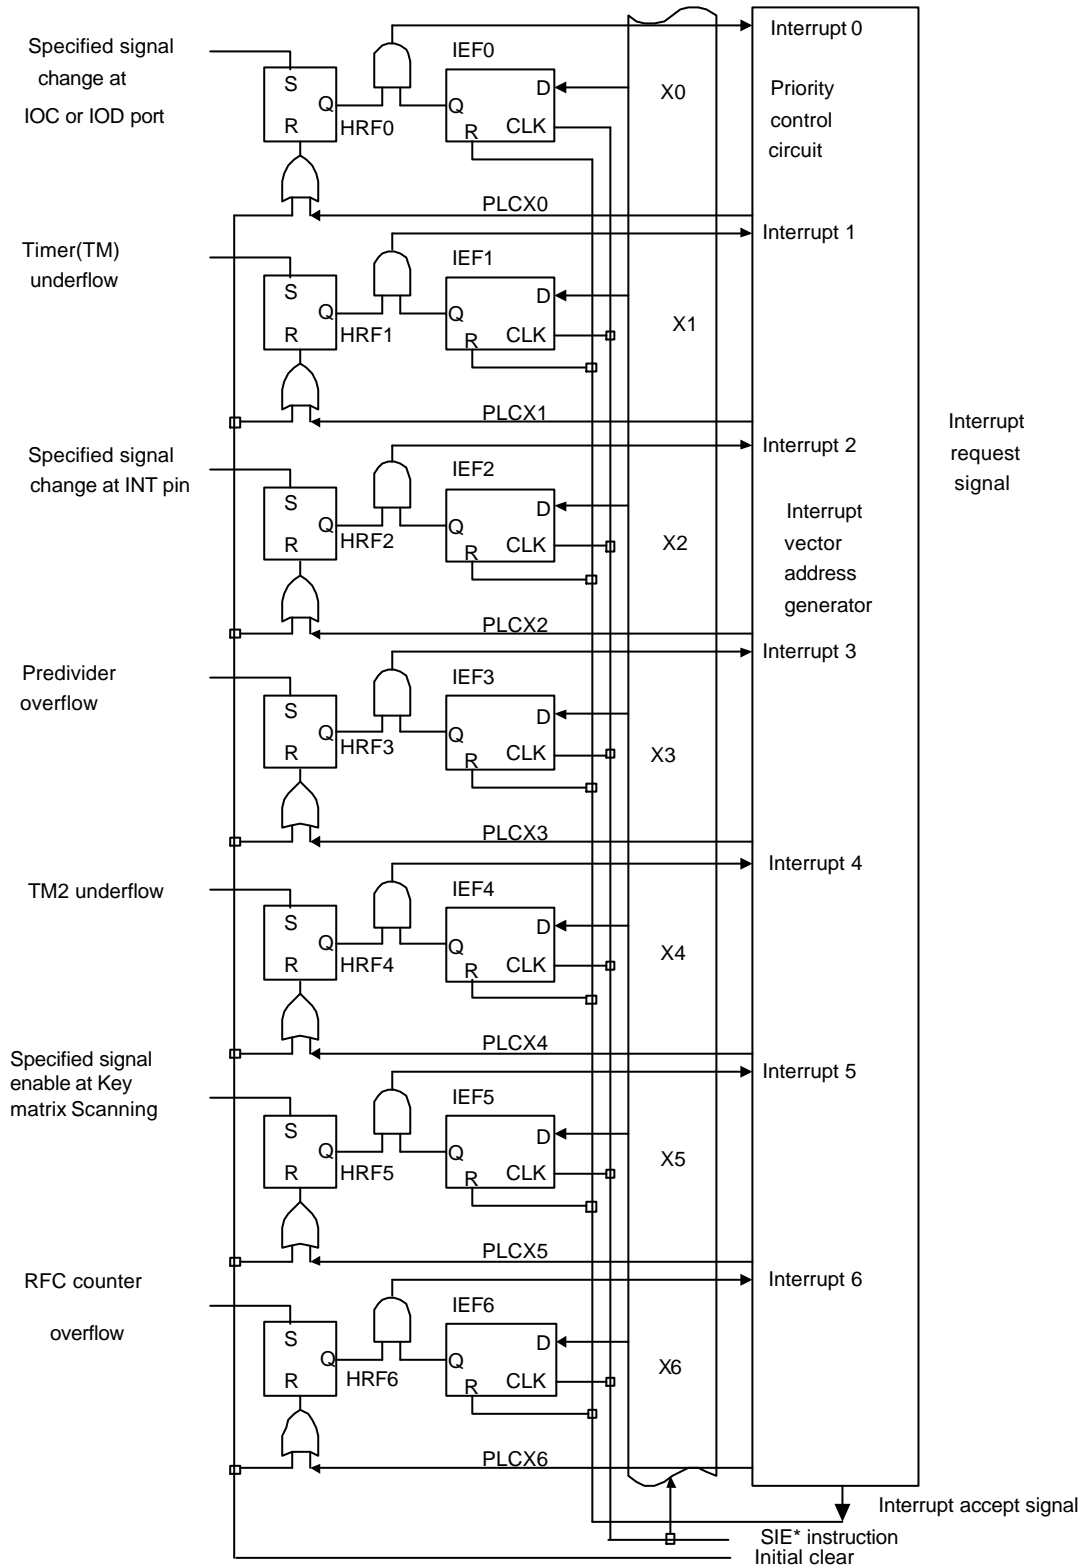 Specified signal
change at
IOC or IOD port
S
R
Q
HRF0
IEF0
D
Q
CLK
R
X0
Interrupt 0
Priority
control
circuit
PLCX0
Timer(TM)
underflow
S
R
Q
HRF1
IEF1
D
Q
CLK
R
X1
Interrupt 1
PLCX1
Specified signal
change at INT pin
S
R
Q
HRF2
IEF2
D
Q
CLK
R
X2
Interrupt 2
Interrupt
vector
address
generator
Interrupt
request
signal
PLCX2
Predivider
overflow
S
R
Q
HRF3
IEF3
D
Q
CLK
R
X3
Interrupt 3
PLCX3
TM2 underflow
S
R
Q
HRF4
IEF4
D
Q
CLK
R
X4
Interrupt 4
PLCX4
Specified signal
enable at Key
matrix Scanning
S
R
Q
HRF5
IEF5
D
Q
CLK
R
X5
Interrupt 5
PLCX5
RFC counter
overflow
S
R
Q
HRF6
IEF6
D
Q
CLK
R
X6
Interrupt 6
PLCX6
Interrupt accept signal
SIE* instruction
Initial clear